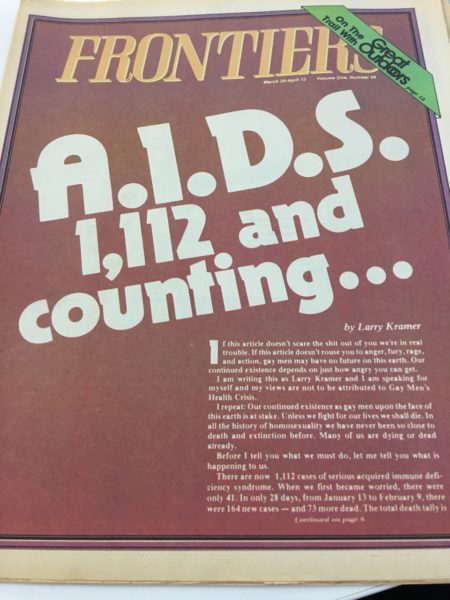 FRONTIERS
On The
Great
Trail With
Outdoors
page 18
March 30-April 13 Volume One, Number 24
A.I.D.S.
1,112 and
counting...
by Larry Kramer
If this article doesn't scare the shit out of you we're in real
trouble. If this article doesn't rouse you to anger, fury, rage,
and action, gay men may have no future on this earth. Our
continued existence depends on just how angry you can get.
I am writing this as Larry Kramer and I am speaking for
myself and my views are not to be attributed to Gay Men's
Health Crisis.
I repeat: Our continued existence as gay men upon the face of
this earth is at stake. Unless we fight for our lives we shall die. In
all the history of homosexuality we have never been so close to
death and extinction before. Many of us are dying or dead
already.
Before I tell you what we must do, let me tell you what is
happening to us.
There are now 1,112 cases of serious acquired immune defi-
ciency syndrome. When we first became worried, there were
only 41. In only 28 days, from January 13 to February 9, there
were 164 new cases — and 73 more dead. The total death tally is
Continued on page 6